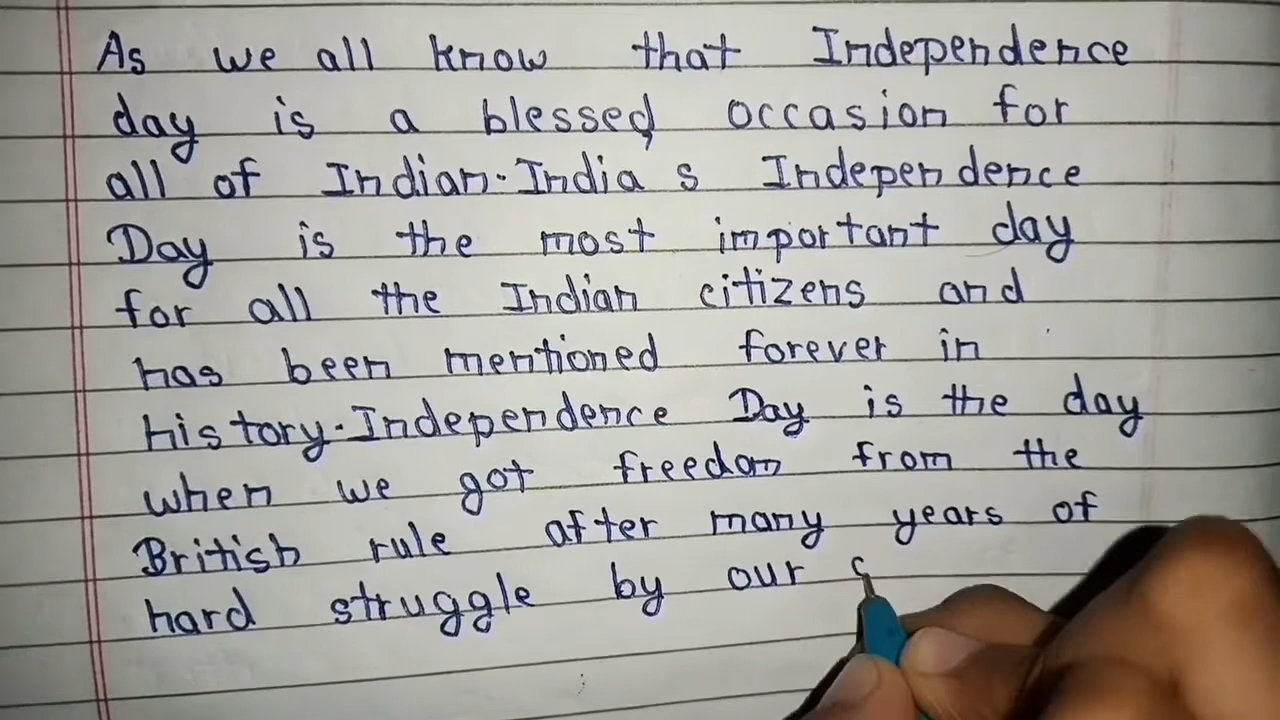 As we all know that Independence
day is a blessed occasion for
all of Indian. India s Independence
Day is the most important day
for all the Indian citizens and
has been mentioned forever in
history. Independence Day is the day
when we got freedom from the
British rule after many years of
hard struggle by our